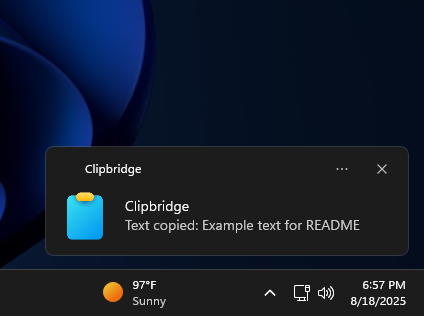 Clipbridge
Clipbridge
Text copied: Example text for README
97°F
Sunny
6:57 PM
8/18/2025